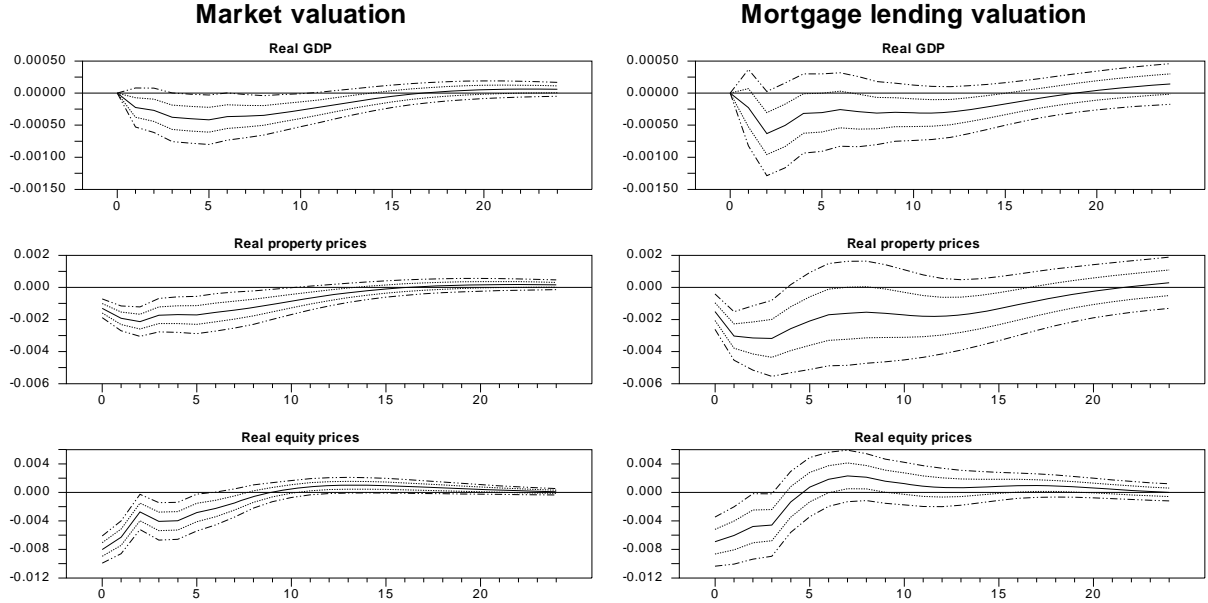 Market valuation
Mortgage lending valuation
Real GDP
0.00050
0.00000
-0.00050
-0.00100
-0.00150
0 5 10 15 20
Real GDP
0.00050
0.00000
-0.00050
-0.00100
-0.00150
0 5 10 15 20
Real property prices
0.002
0.000
-0.002
-0.004
-0.006
0 5 10 15 20
Real property prices
0.002
0.000
-0.002
-0.004
-0.006
0 5 10 15 20
Real equity prices
0.004
0.000
-0.004
-0.008
-0.012
0 5 10 15 20
Real equity prices
0.004
0.000
-0.004
-0.008
-0.012
0 5 10 15 20